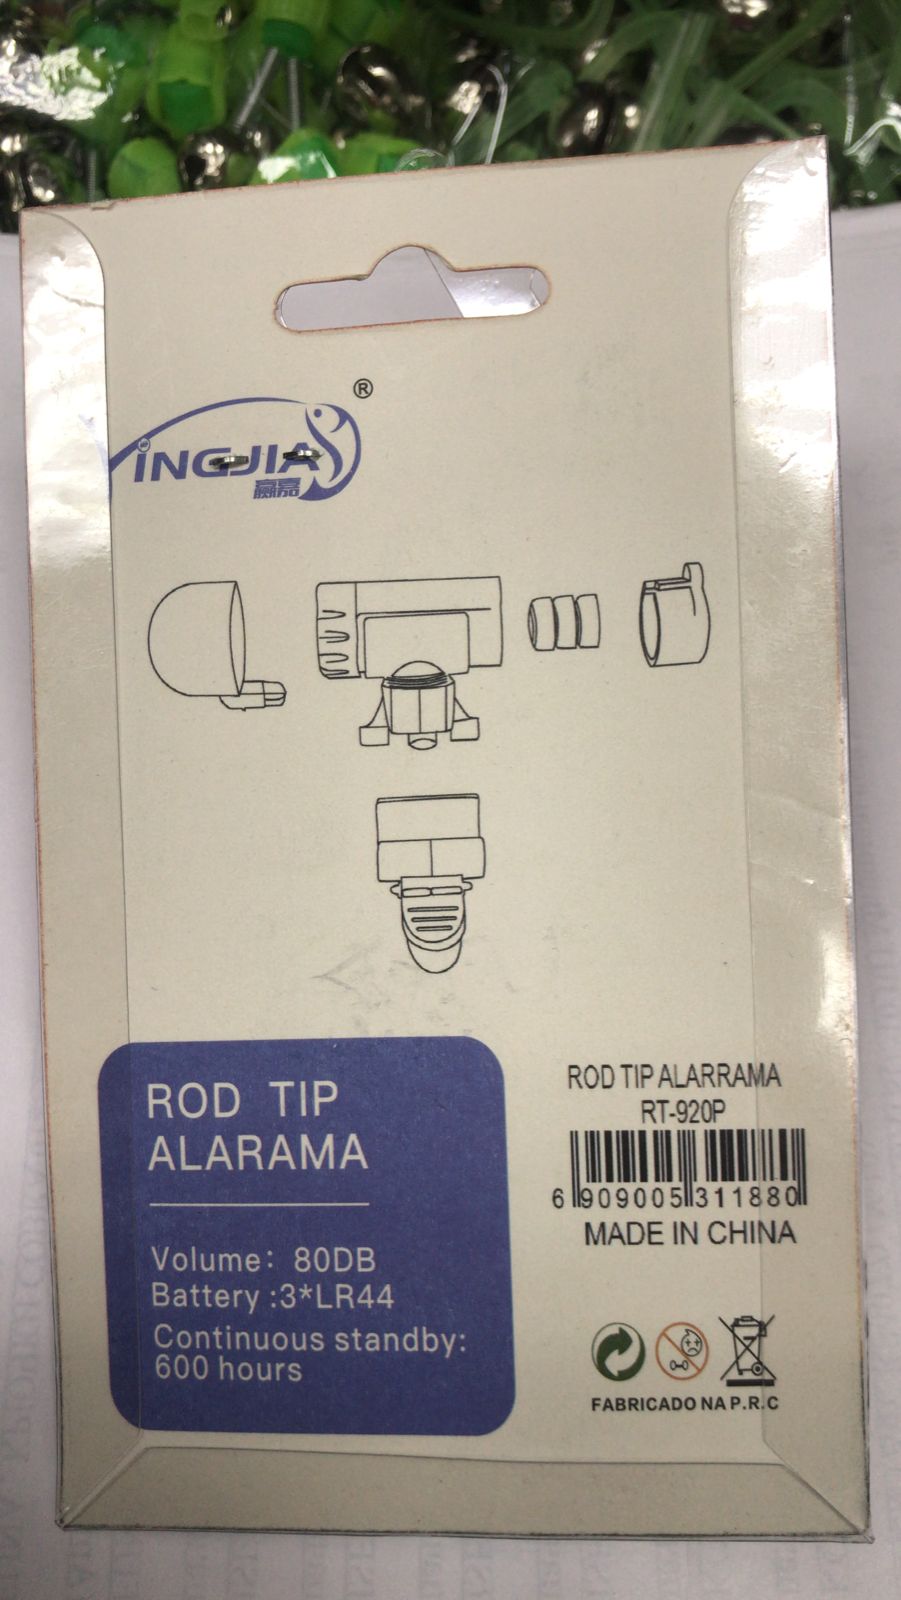 ®
iNGJIA
赢嘉
ROD TIP
ALARAMA
Volume: 80DB
Battery :3*LR44
Continuous standby:
600 hours
ROD TIP ALARRAMA
RT-920P
6 909005 311880
MADE IN CHINA
FABRICADO NA P.R.C